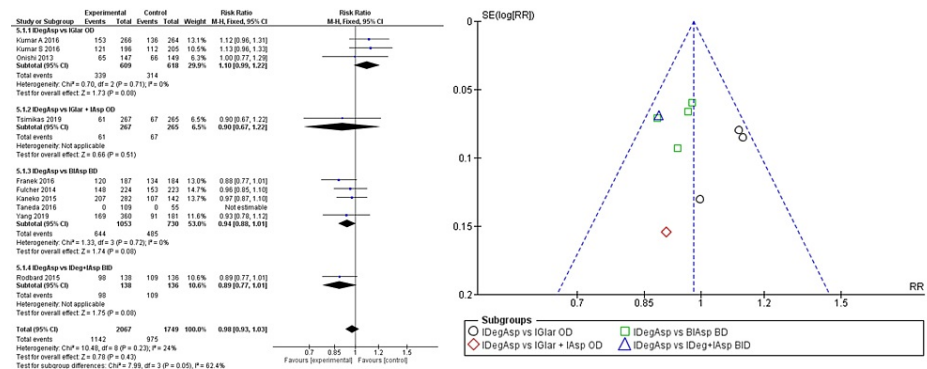 Experimental Control Risk Ratio Risk Ratio
Study or Subgroup Events Total Events Total Weight M-H, Fixed, 95% CI M-H, Fixed, 95% CI
5.1.1 IDegAsp vs IGlar OD
Kumar A 2016 153 266 136 264 13.1% 1.12 [0.96, 1.31]
Kumar S 2016 121 196 112 205 10.5% 1.13 [0.96, 1.33]
Onishi 2013 65 147 66 149 6.3% 1.00 [0.77, 1.29]
Subtotal (95% CI) 609 618 29.9% 1.10 [0.99, 1.22]
Total events 339 314
Heterogeneity: Chi² = 0.70, df = 2 (P = 0.71); I² = 0%
Test for overall effect: Z = 1.73 (P = 0.08)
5.1.2 IDegAsp vs IGlar + IAsp OD
Tsimikas 2019 61 267 67 265 6.5% 0.90 [0.67, 1.22]
Subtotal (95% CI) 267 265 6.5% 0.90 [0.67, 1.22]
Total events 61 67
Heterogeneity: Not applicable
Test for overall effect: Z = 0.66 (P = 0.51)
5.1.3 IDegAsp vs BIAsp BD
Franek 2016 120 187 134 184 13.0% 0.88 [0.77, 1.01]
Fulcher 2014 148 224 153 223 14.8% 0.96 [0.85, 1.10]
Kaneko 2015 207 282 107 142 13.7% 0.97 [0.87, 1.10]
Taneda 2016 0 109 0 55 Not estimable
Yang 2019 169 360 91 181 11.6% 0.93 [0.78, 1.12]
Subtotal (95% CI) 1053 730 53.0% 0.94 [0.88, 1.01]
Total events 644 485
Heterogeneity: Chi² = 1.33, df = 3 (P = 0.72); I² = 0%
Test for overall effect: Z = 1.74 (P = 0.08)
5.1.4 IDegAsp vs IDeg+IAsp BID
Rodbard 2015 98 138 109 136 10.6% 0.89 [0.77, 1.01]
Subtotal (95% CI) 138 136 10.6% 0.89 [0.77, 1.01]
Total events 98 109
Heterogeneity: Not applicable
Test for overall effect: Z = 1.75 (P = 0.08)
Total (95% CI) 2067 1749 100.0% 0.98 [0.93, 1.03]
Total events 1142 975
Heterogeneity: Chi² = 10.48, df = 8 (P = 0.23); I² = 24%
Test for overall effect: Z = 0.78 (P = 0.43)
Test for subgroup differences: Chi² = 7.99, df = 3 (P = 0.05), I² = 62.4%
0.7 0.85 1 1.2 1.5
Favours [experimental] Favours [control]
SE(log[RR])
0
0.05
0.1
0.15
0.2
RR
0.7 0.85 1 1.2 1.5
Subgroups
IDegAsp vs IGlar OD IDegAsp vs BIAsp BD
IDegAsp vs IGlar + IAsp OD IDegAsp vs IDeg+IAsp BID